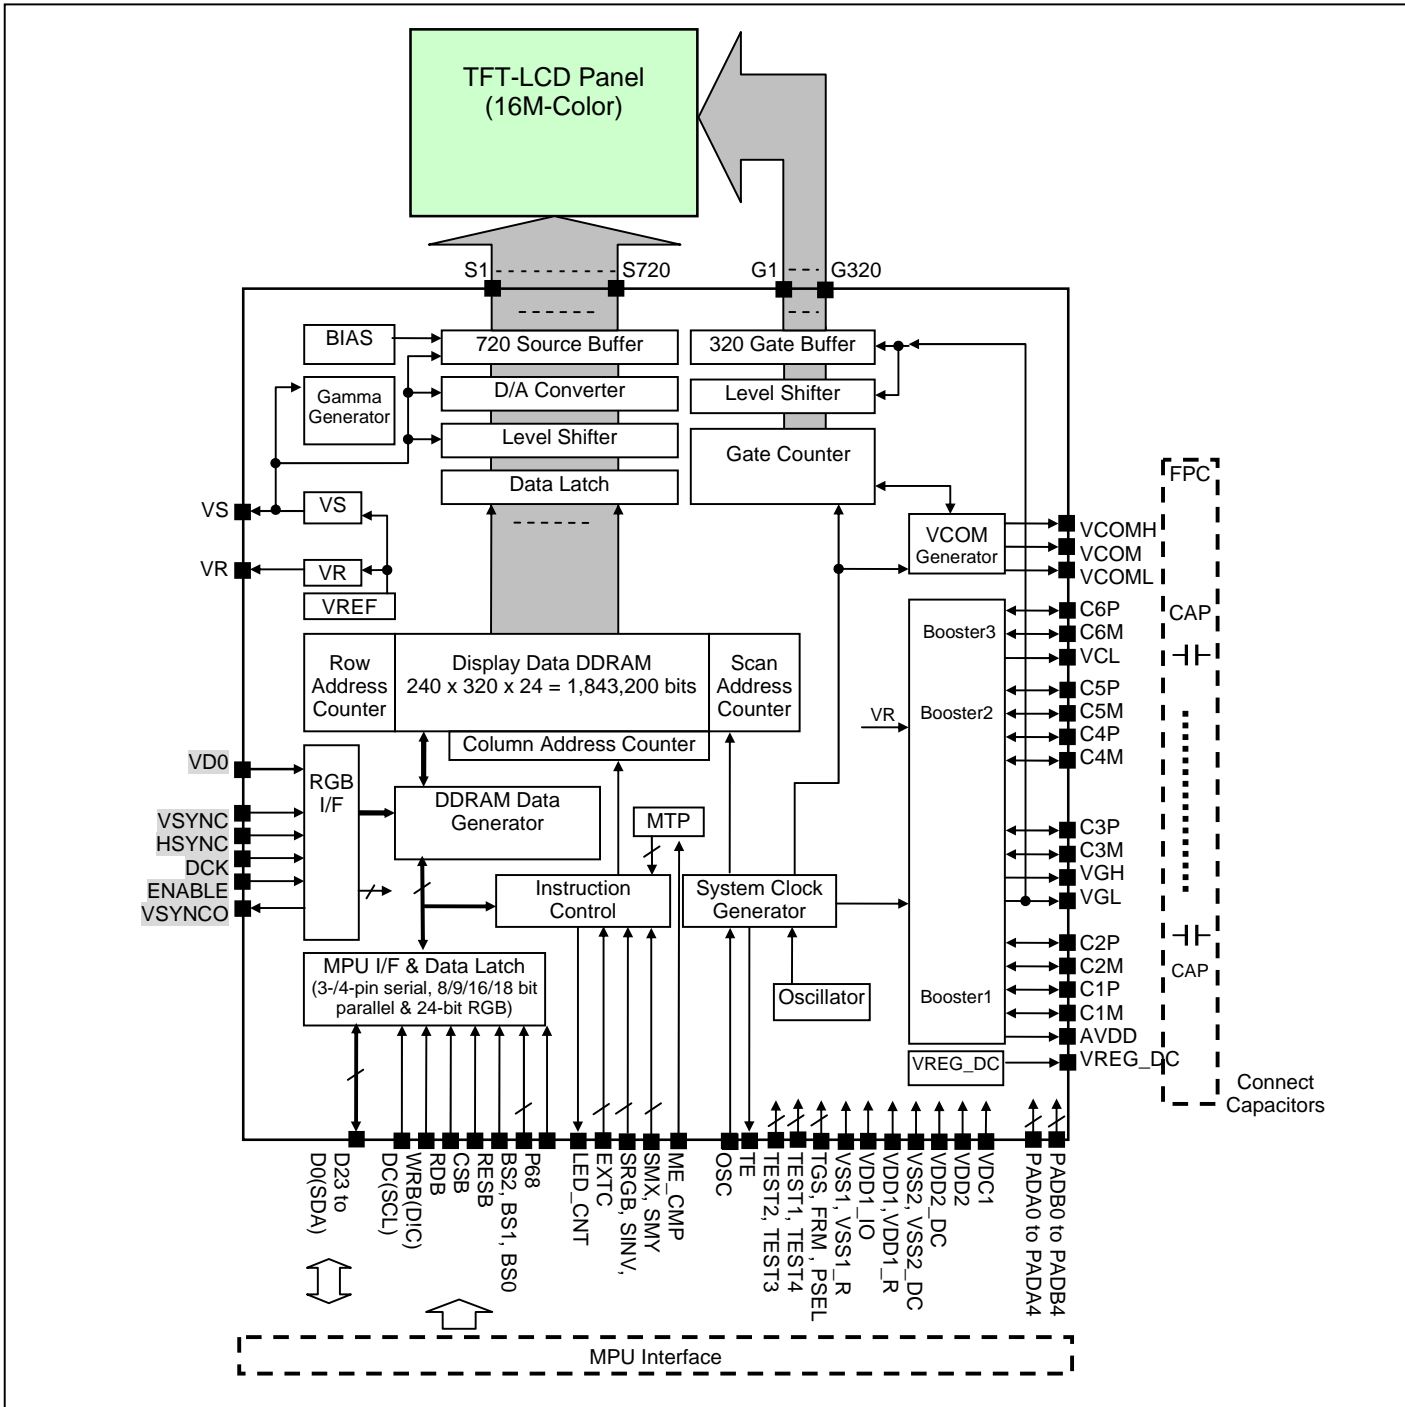 TFT-LCD Panel
(16M-Color)
S1
S720
G1
G320
BIAS
720 Source Buffer
320 Gate Buffer
Gamma
Generator
D/A Converter
Level Shifter
Level Shifter
Gate Counter
Data Latch
FPC
VS
VS
VCOM
Generator
VCOMH
VCOM
VCOML
VR
VR
VREF
C6P
C6M
VCL
CAP
Booster3
Row
Address
Counter
Display Data DDRAM
240 x 320 x 24 = 1,843,200 bits
Scan
Address
Counter
C5P
C5M
C4P
C4M
VR
Booster2
Column Address Counter
VD0
RGB
I/F
VSYNC
HSYNC
DCK
ENABLE
VSYNCO
DDRAM Data
Generator
MTP
C3P
C3M
VGH
VGL
Instruction
Control
System Clock
Generator
MPU I/F & Data Latch
(3-/4-pin serial, 8/9/16/18 bit
parallel & 24-bit RGB)
Oscillator
Booster1
C2P
C2M
C1P
C1M
AVDD
VREG_DC
CAP
VREG_DC
Connect
Capacitors
D23 to
D0(SDA)
DC(SCL)
WRB(D!C)
RDB
CSB
RESB
BS2, BS1, BS0
P68
LED_CNT
EXTC
SRGB, SINV,
SMX, SMY
ME_CMP
OSC
TE
TEST2, TEST3
TEST1, TEST4
TGS, FRM , PSEL
VSS1, VSS1_R
VDD1_IO
VDD1,VDD1_R
VSS2, VSS2_DC
VDD2_DC
VDD2
VDC1
PADA0 to PADA4
PADB0 to PADB4
MPU Interface